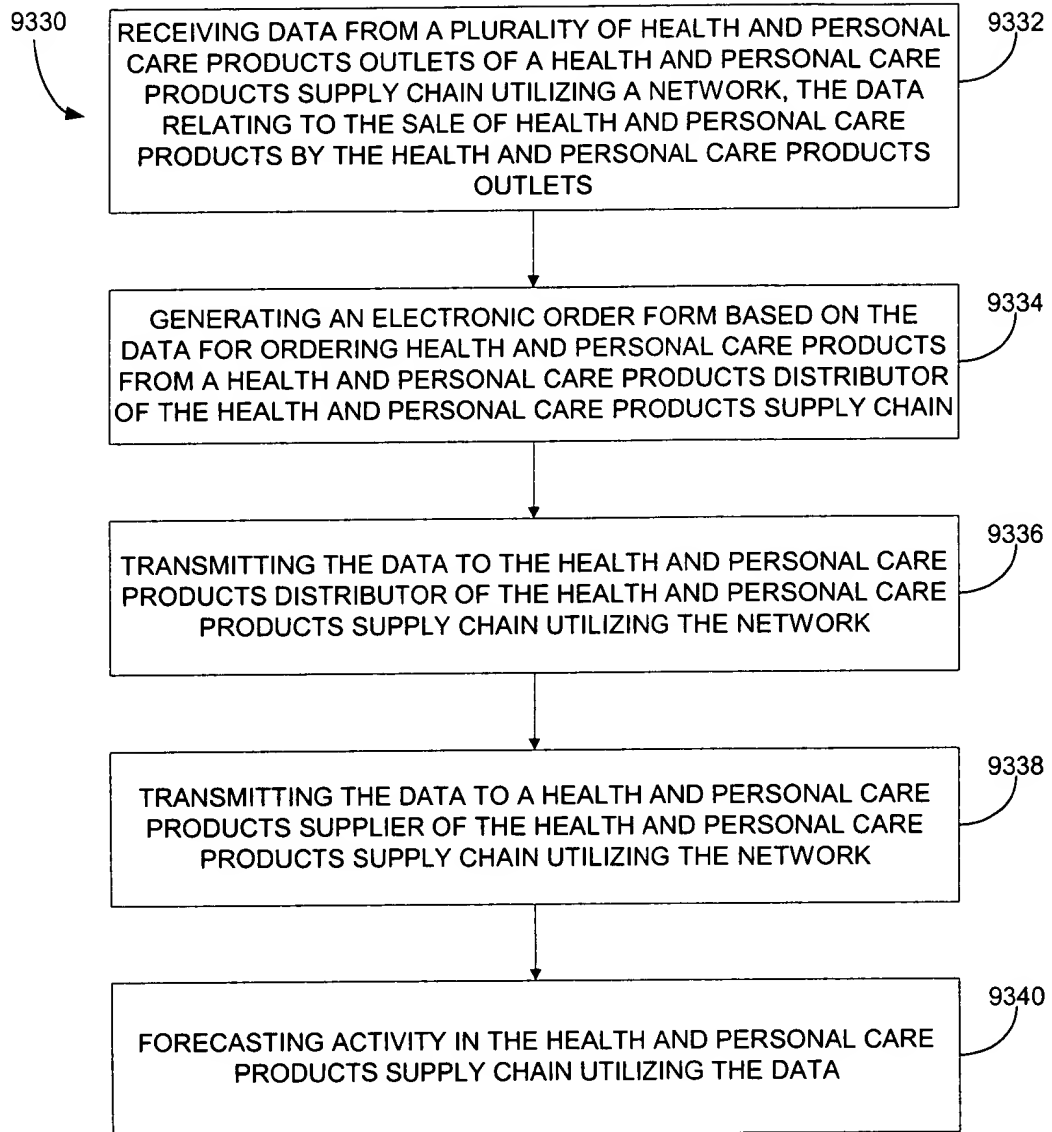 9330
RECEIVING DATA FROM A PLURALITY OF HEALTH AND PERSONAL
CARE PRODUCTS OUTLETS OF A HEALTH AND PERSONAL CARE
PRODUCTS SUPPLY CHAIN UTILIZING A NETWORK, THE DATA
RELATING TO THE SALE OF HEALTH AND PERSONAL CARE
PRODUCTS BY THE HEALTH AND PERSONAL CARE PRODUCTS
OUTLETS
9332
GENERATING AN ELECTRONIC ORDER FORM BASED ON THE
DATA FOR ORDERING HEALTH AND PERSONAL CARE PRODUCTS
FROM A HEALTH AND PERSONAL CARE PRODUCTS DISTRIBUTOR
OF THE HEALTH AND PERSONAL CARE PRODUCTS SUPPLY CHAIN
9334
TRANSMITTING THE DATA TO THE HEALTH AND PERSONAL CARE
PRODUCTS DISTRIBUTOR OF THE HEALTH AND PERSONAL CARE
PRODUCTS SUPPLY CHAIN UTILIZING THE NETWORK
9336
TRANSMITTING THE DATA TO A HEALTH AND PERSONAL CARE
PRODUCTS SUPPLIER OF THE HEALTH AND PERSONAL CARE
PRODUCTS SUPPLY CHAIN UTILIZING THE NETWORK
9338
FORECASTING ACTIVITY IN THE HEALTH AND PERSONAL CARE
PRODUCTS SUPPLY CHAIN UTILIZING THE DATA
9340